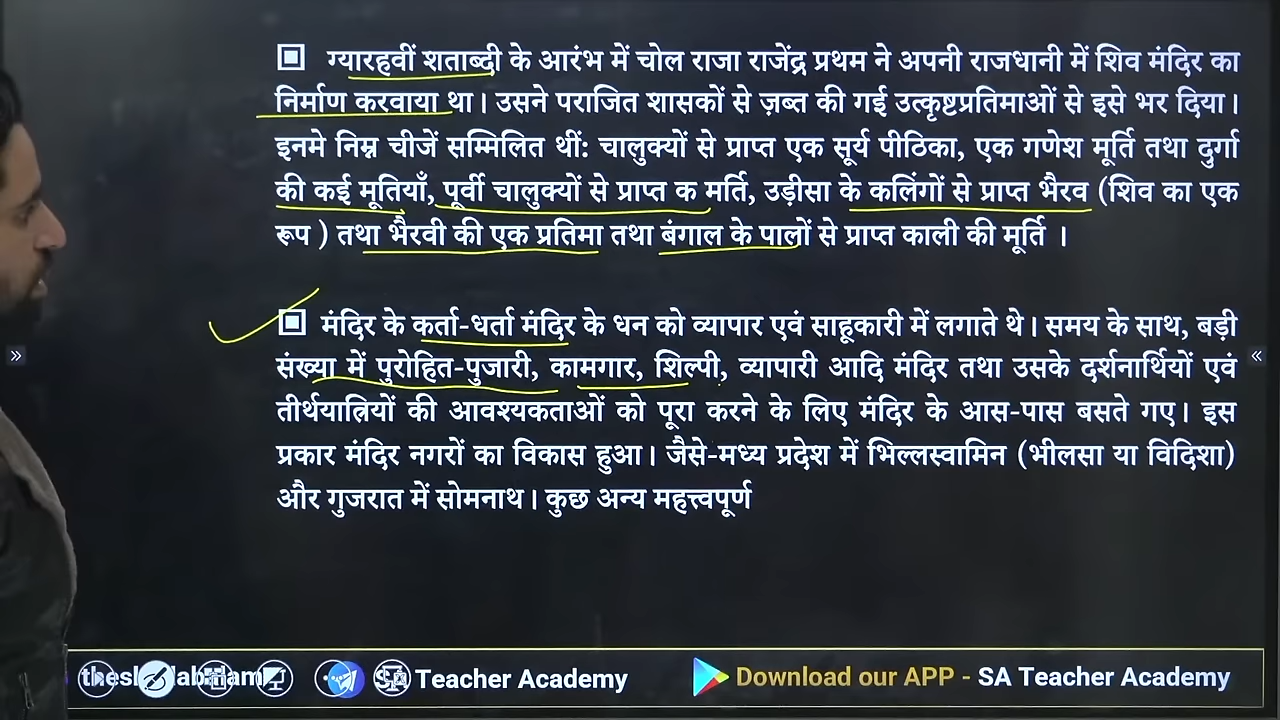 ग्यारहवीं शताब्दी के आरंभ में चोल राजा राजेंद्र प्रथम ने अपनी राजधानी में शिव मंदिर का
निर्माण करवाया था। उसने पराजित शासकों से ज़ब्त की गई उत्कृष्टप्रतिमाओं से इसे भर दिया।
इनमे निम्न चीजें सम्मिलित थीं: चालुक्यों से प्राप्त एक सूर्य पीठिका, एक गणेश मूर्ति तथा दुर्गा
की कई मूतियाँ, पूर्वी चालुक्यों से प्राप्त क मर्ति, उड़ीसा के कलिंगों से प्राप्त भैरव (शिव का एक
रूप ) तथा भैरवी की एक प्रतिमा तथा बंगाल के पालों से प्राप्त काली की मूर्ति ।
मंदिर के कर्ता-धर्ता मंदिर के धन को व्यापार एवं साहूकारी में लगाते थे। समय के साथ, बड़ी
संख्या में पुरोहित-पुजारी, कामगार, शिल्पी, व्यापारी आदि मंदिर तथा उसके दर्शनार्थियों एवं
तीर्थयात्रियों की आवश्यकताओं को पूरा करने के लिए मंदिर के आस-पास बसते गए। इस
प्रकार मंदिर नगरों का विकास हुआ। जैसे-मध्य प्रदेश में भिल्लस्वामिन (भीलसा या विदिशा)
और गुजरात में सोमनाथ। कुछ अन्य महत्त्वपूर्ण
Teacher Academy
Download our APP - SA Teacher Academy